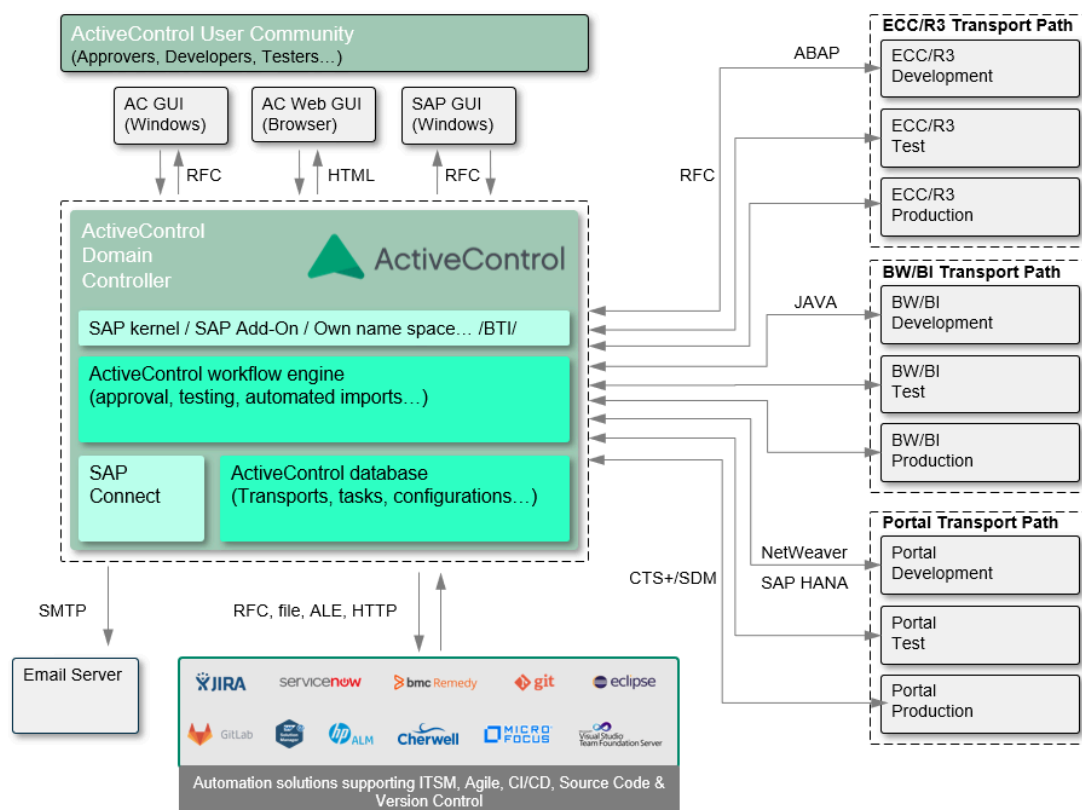 ActiveControl User Community
(Approvers, Developers, Testers…)
AC GUI
(Windows)
AC Web GUI
(Browser)
SAP GUI
(Windows)
RFC
HTML
RFC
ActiveControl
Domain
Controller
ActiveControl
SAP kernel / SAP Add-On / Own name space… /BTI/
ActiveControl workflow engine
(approval, testing, automated imports…)
SAP
Connect
ActiveControl database
(Transports, tasks, configurations…)
SMTP
RFC, file, ALE, HTTP
Email Server
JIRA
servicenow
bmc Remedy
git
eclipse
GitLab
hp ALM
Cherwell
MICRO
FOCUS
Visual Studio
Team Foundation Server
Automation solutions supporting ITSM, Agile, CI/CD, Source Code &
Version Control
ABAP
RFC
JAVA
NetWeaver
SAP HANA
CTS+/SDM
ECC/R3 Transport Path
ECC/R3
Development
ECC/R3
Test
ECC/R3
Production
BW/BI Transport Path
BW/BI
Development
BW/BI
Test
BW/BI
Production
Portal Transport Path
Portal
Development
Portal
Test
Portal
Production